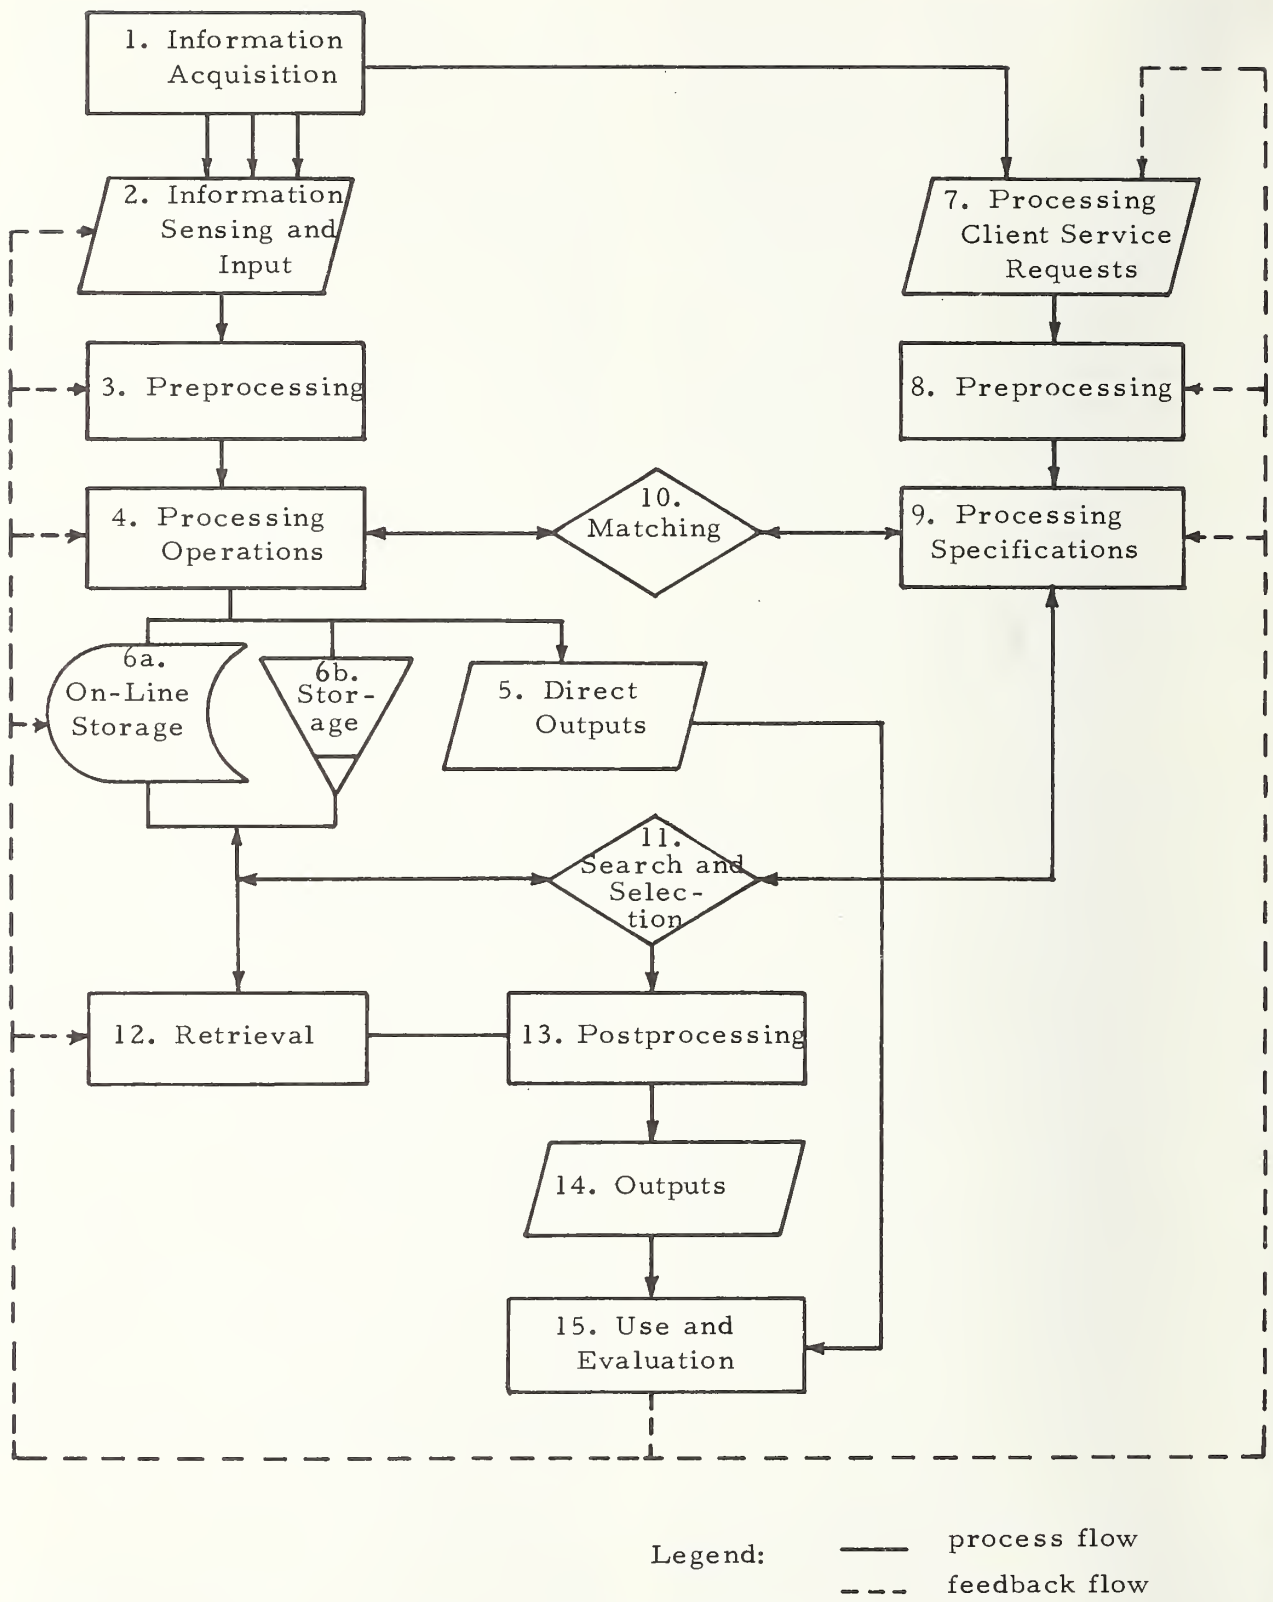 1. Information
Acquisition
2. Information
Sensing and
Input
7. Processing
Client Service
Requests
3. Preprocessing
8. Preprocessing
4. Processing
Operations
10.
Matching
9. Processing
Specifications
6a.
On-Line
Storage
6b.
Stor-
age
5. Direct
Outputs
11.
Search and
Selec-
tion
12. Retrieval
13. Postprocessing
14. Outputs
15. Use and
Evaluation
Legend:
process flow
feedback flow